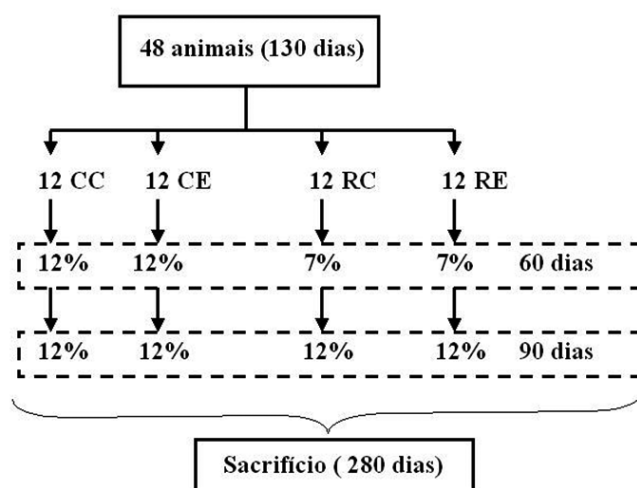 48 animais (130 dias)
12 CC 12 CE 12 RC 12 RE
12% 12% 7% 7% 60 dias
12% 12% 12% 12% 90 dias
Sacrifício ( 280 dias)